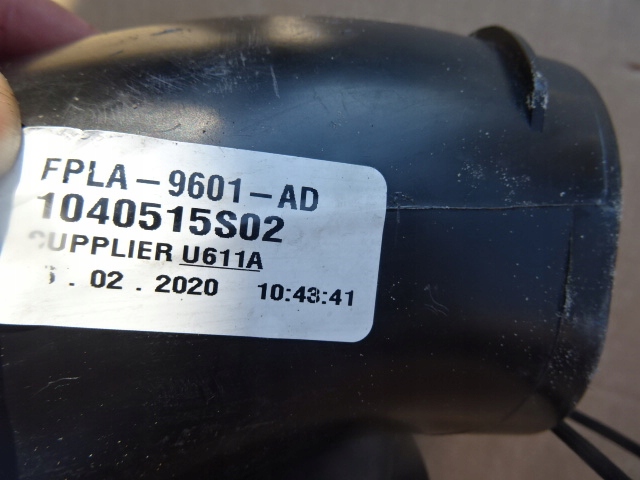 FPLA-9601-AD
1040515S02
SUPPLIER U611A
. 02 . 2020 10:43:41